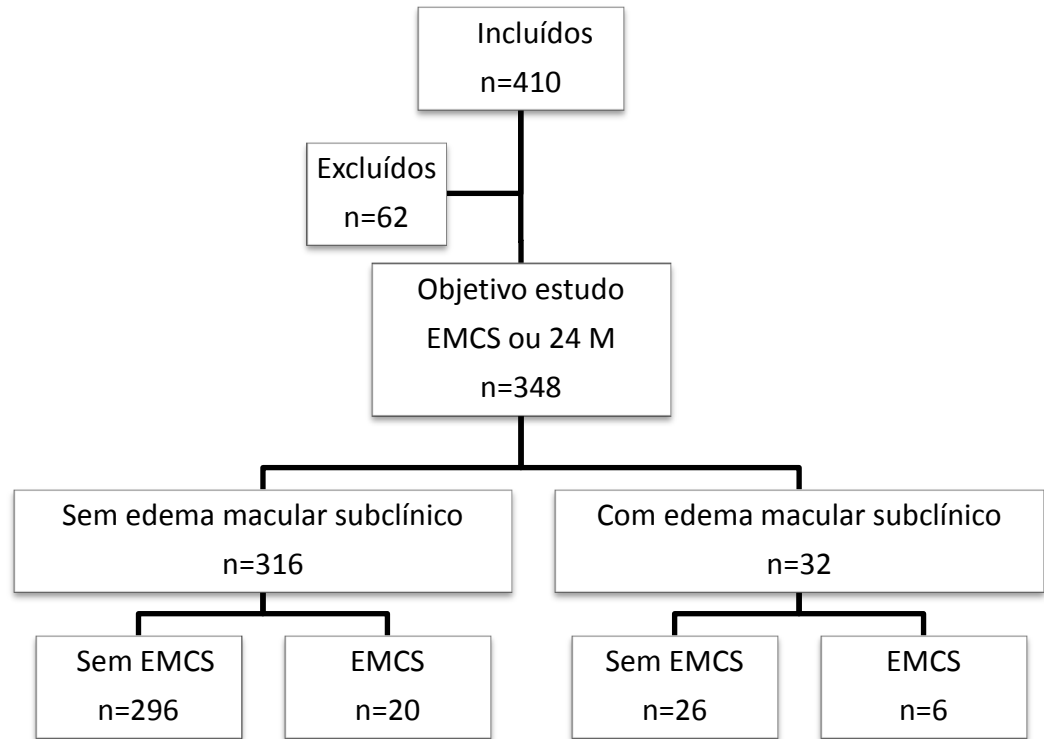 Incluídos
n=410
Excluídos
n=62
Objetivo estudo
EMCS ou 24 M
n=348
Sem edema macular subclínico
n=316
Com edema macular subclínico
n=32
Sem EMCS
n=296
EMCS
n=20
Sem EMCS
n=26
EMCS
n=6